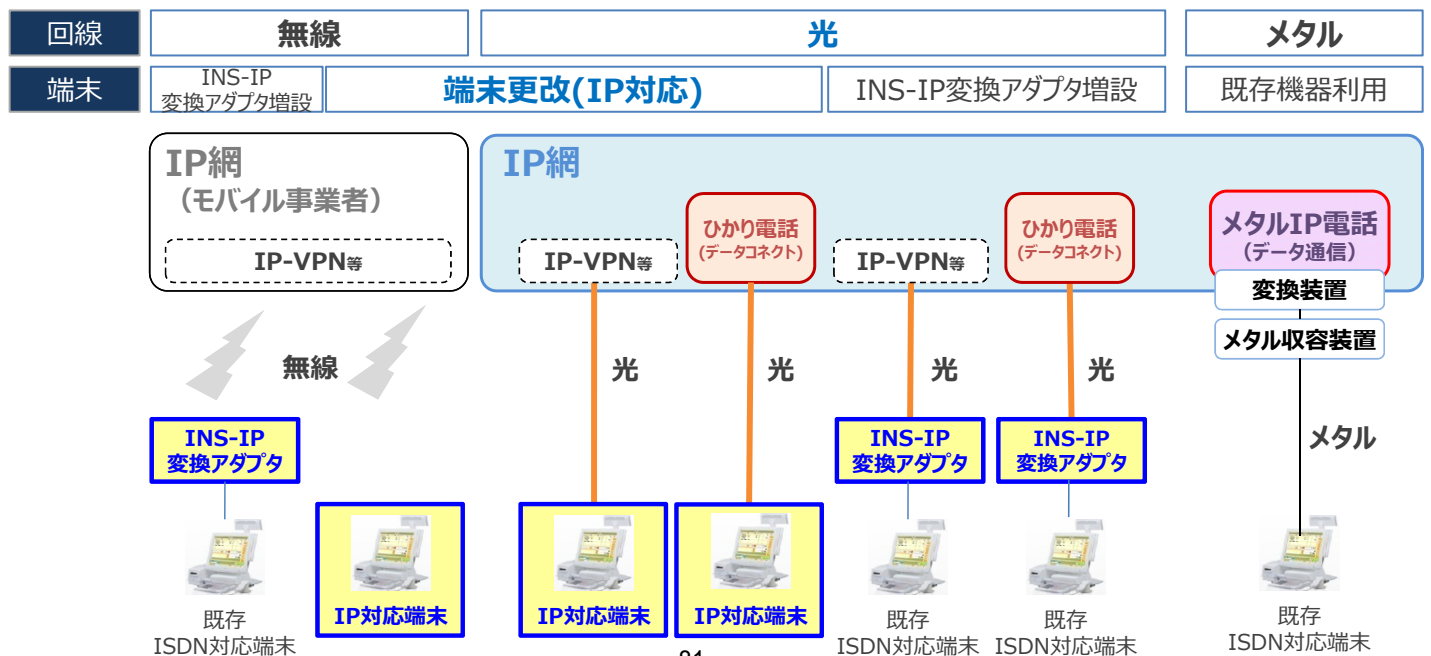 回線
無線
光
メタル
端末
INS-IP
変換アダプタ増設
端末更改(IP対応)
INS-IP変換アダプタ増設
既存機器利用
IP網
（モバイル事業者）
IP-VPN等
IP網
IP-VPN等
ひかり電話
(データコネクト)
IP-VPN等
ひかり電話
(データコネクト)
メタルIP電話
（データ通信）
変換装置
メタル収容装置
無線
光
光
光
光
メタル
INS-IP
変換アダプタ
INS-IP
変換アダプタ
INS-IP
変換アダプタ
既存
ISDN対応端末
IP対応端末
IP対応端末
IP対応端末
既存
ISDN対応端末
既存
ISDN対応端末
既存
ISDN対応端末